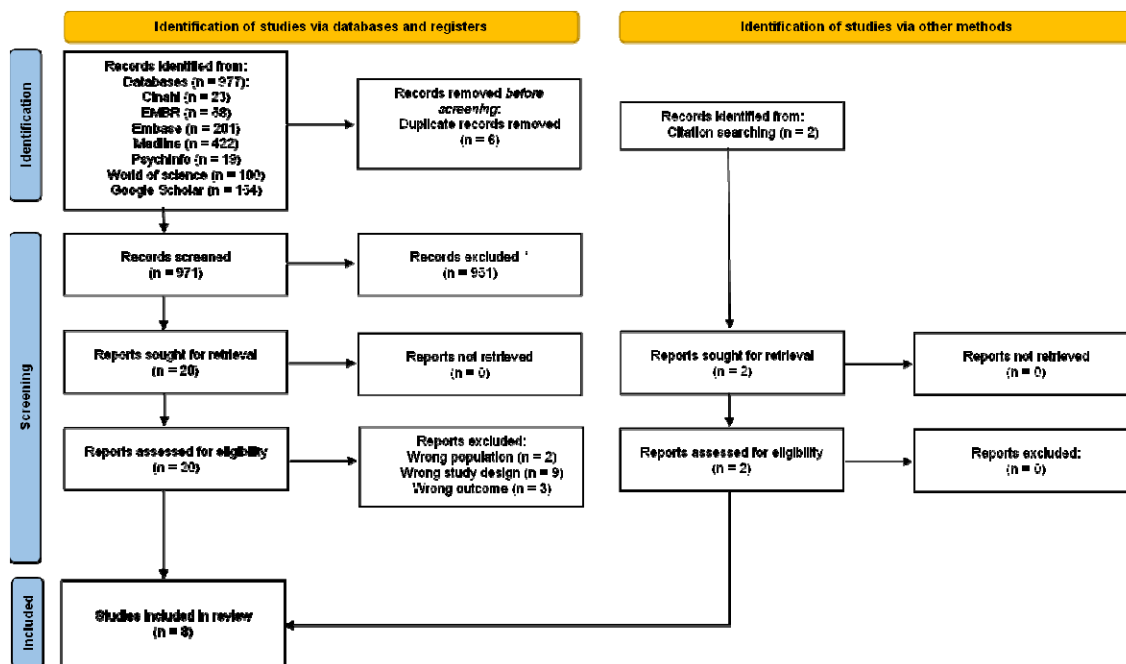 Identification of studies via databases and registers
Identification of studies via other methods
Identification
Records identified from:
Databases (n = 977):
Cinahl (n = 23)
EMBR (n = 58)
Embase (n = 201)
Medline (n = 422)
Psychinfo (n = 19)
World of science (n = 100)
Google Scholar (n = 154)
Records removed before
screening:
Duplicate records removed
(n = 6)
Records identified from:
Citation searching (n = 2)
Screening
Records screened
(n = 971)
Records excluded *
(n = 951)
Reports sought for retrieval
(n = 20)
Reports not retrieved
(n = 0)
Reports sought for retrieval
(n = 2)
Reports not retrieved
(n = 0)
Reports assessed for eligibility
(n = 20)
Reports excluded:
Wrong population (n = 2)
Wrong study design (n = 9)
Wrong outcome (n = 3)
Reports assessed for eligibility
(n = 2)
Reports excluded:
(n = 0)
Included
Studies included in review
(n = 8)